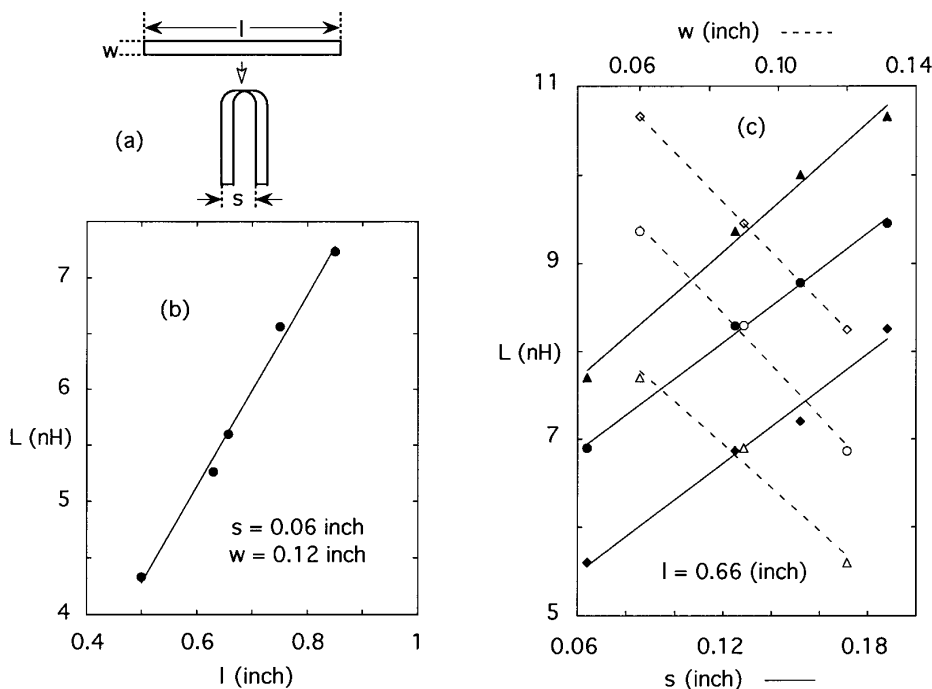 l
w
(a)
s
7
6
L (nH)
5
4
(b)
s = 0.06 inch
w = 0.12 inch
0.4 0.6 0.8 1
l (inch)
w (inch) -----
0.06 0.10 0.14
11
(c)
9
L (nH)
7
l = 0.66 (inch)
5
0.06 0.12 0.18
s (inch) —